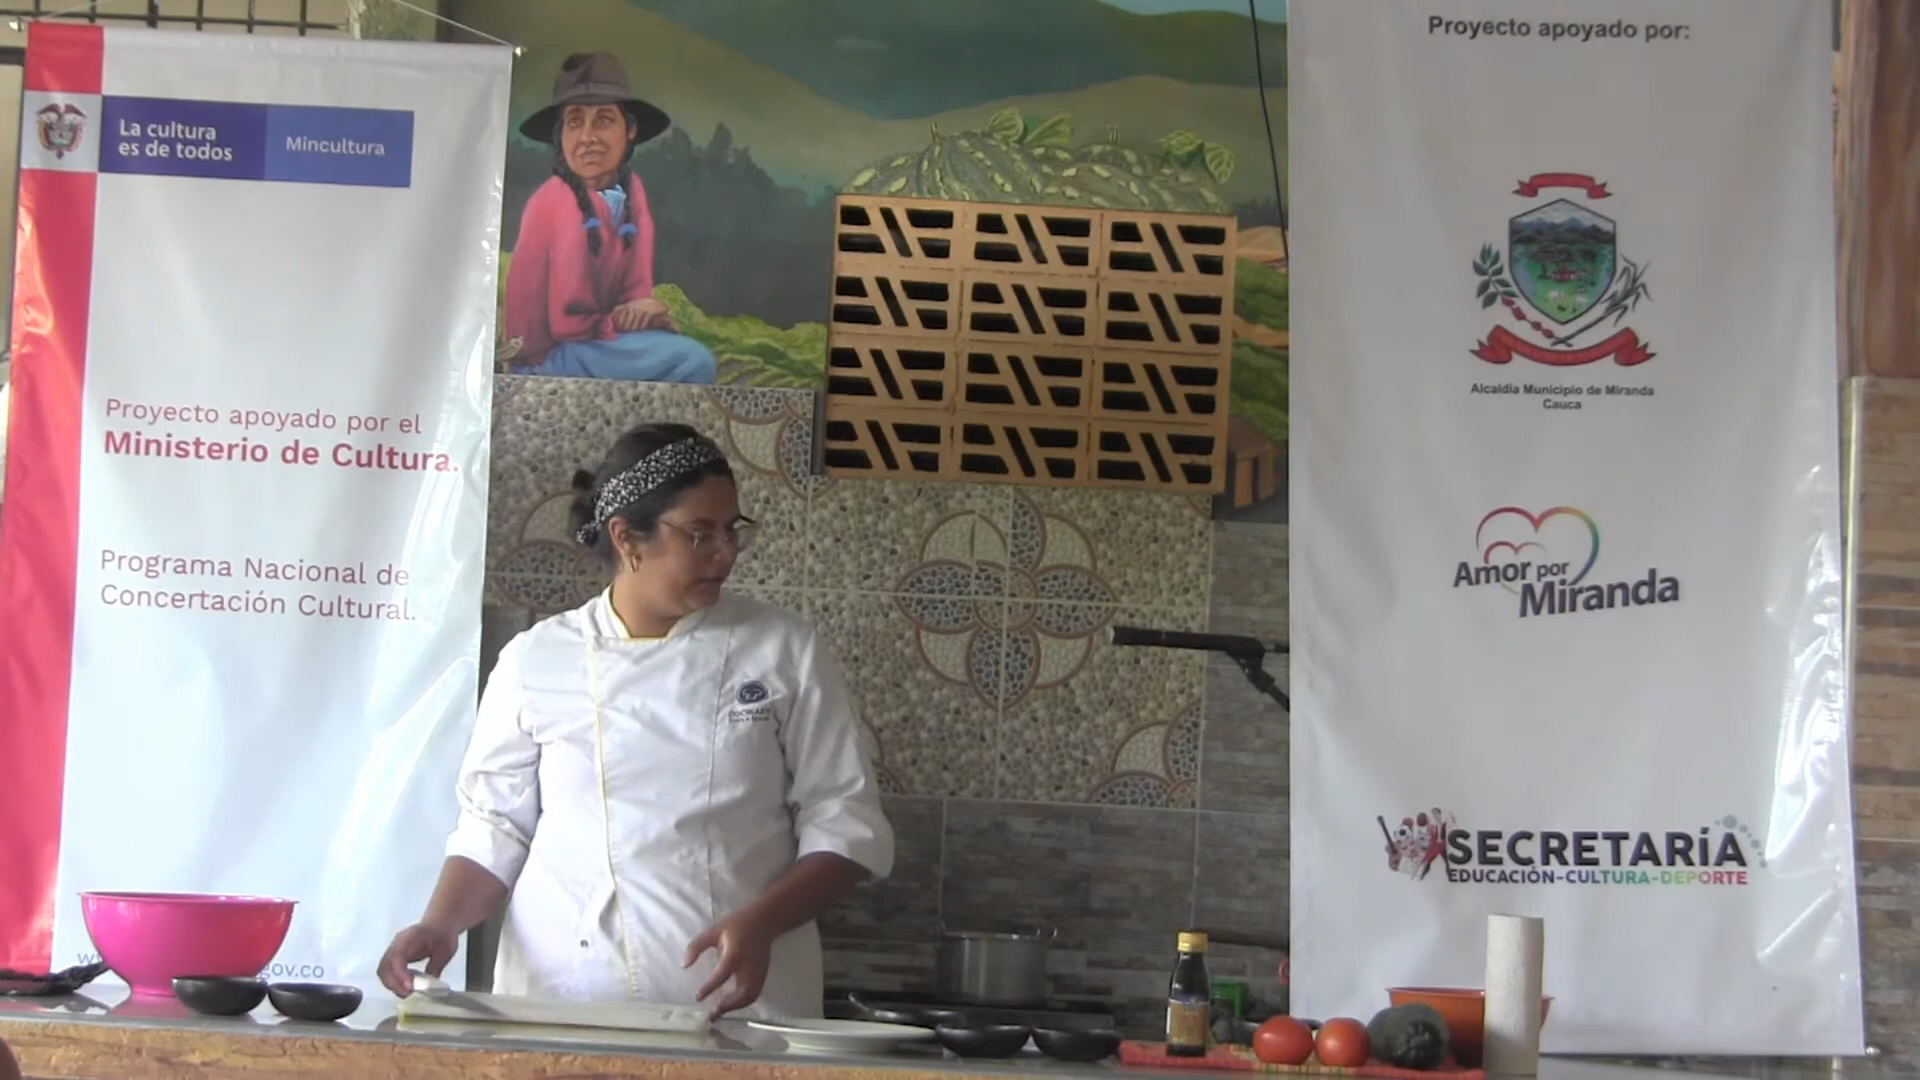 La cultura
es de todos
Mincultura
Proyecto apoyado por el
Ministerio de Cultura.
Programa Nacional de
Concertación Cultural.
gov.co
Proyecto apoyado por:
Alcaldia Municipio de Miranda
Cauca
Amor por
Miranda
SECRETARÍA
EDUCACIÓN-CULTURA-DEPORTE